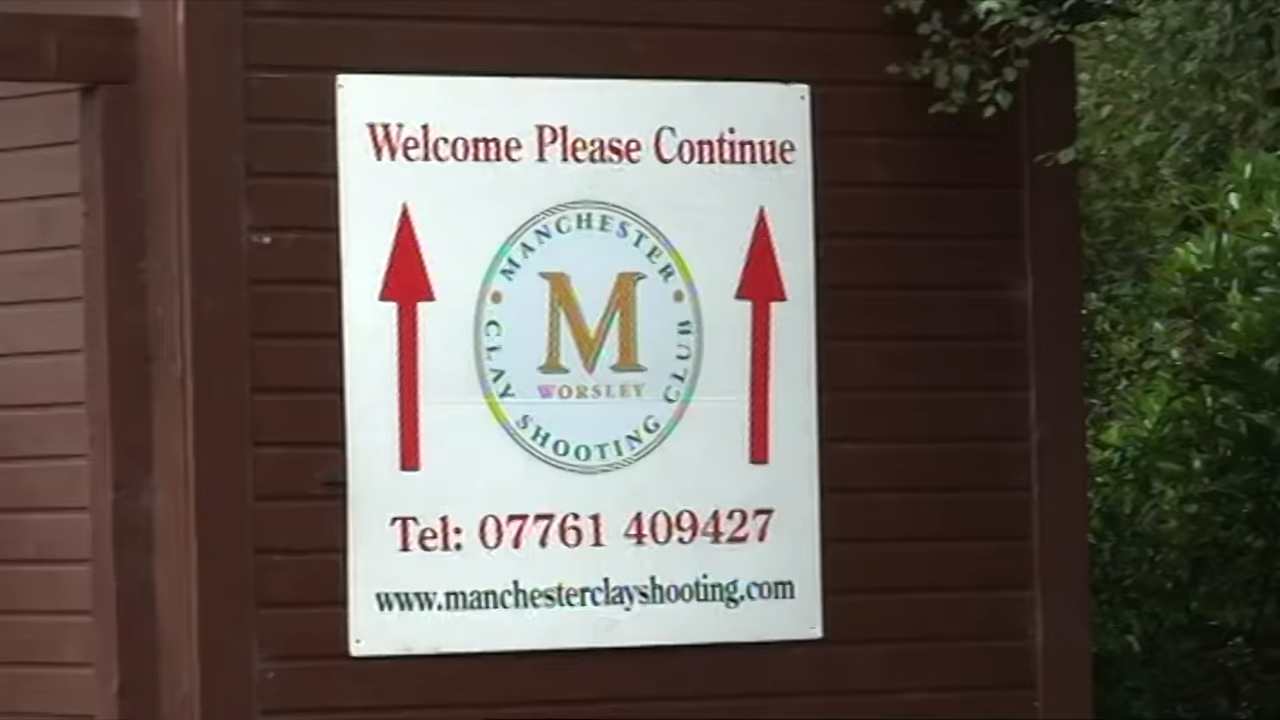 Welcome Please Continue
MANCHESTER
M
WORSLEY
CLAY SHOOTING CLUB
Tel: 07761 409427
www.manchesterclayshooting.com